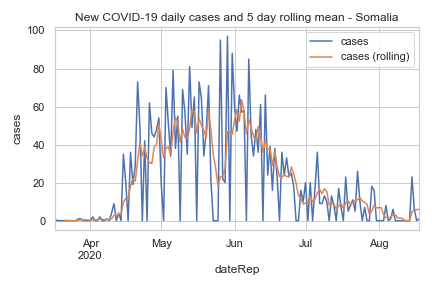 New COVID-19 daily cases and 5 day rolling mean - Somalia
cases
cases (rolling)
cases
100
80
60
40
20
0
Apr
2020
May
Jun
Jul
Aug
dateRep